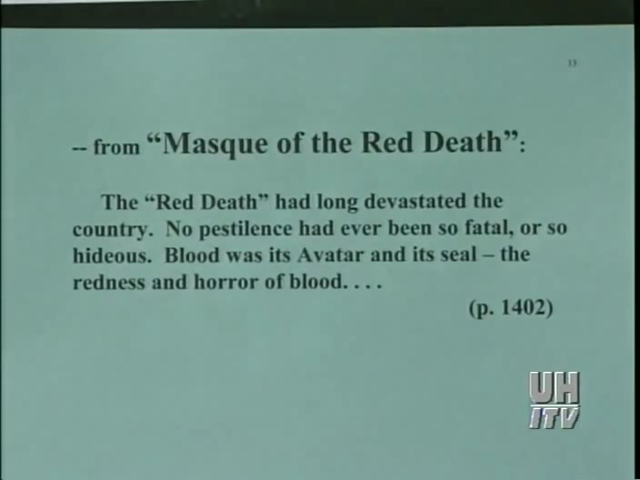 13
-- from “Masque of the Red Death”:
The “Red Death” had long devastated the
country. No pestilence had ever been so fatal, or so
hideous. Blood was its Avatar and its seal – the
redness and horror of blood. . . .
(p. 1402)
UH
ITV